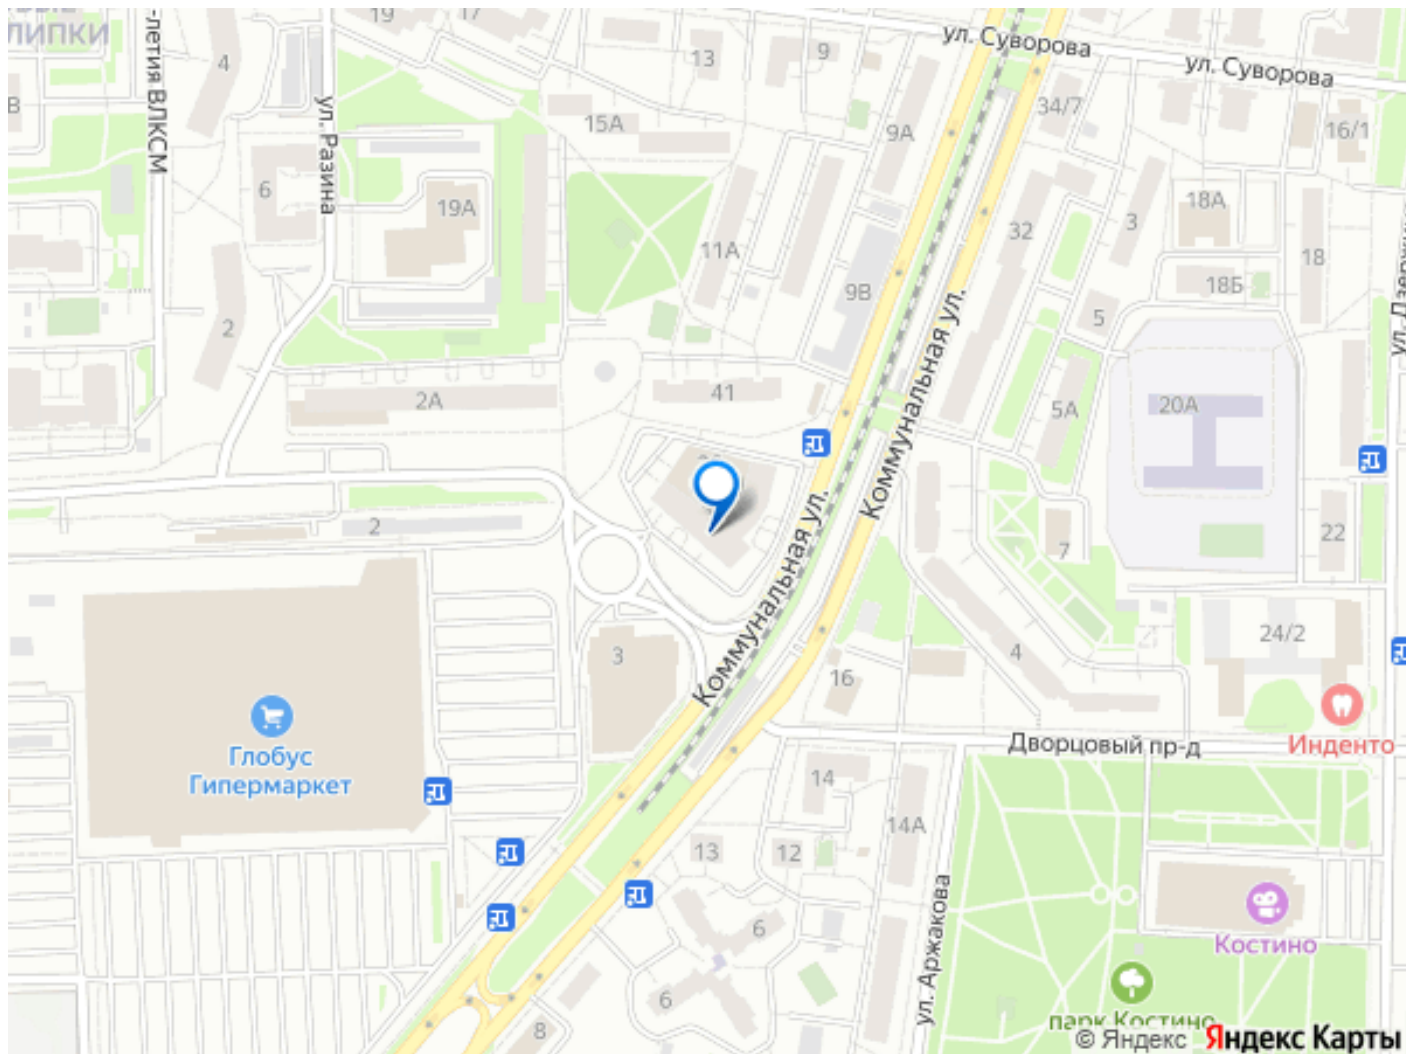 ЛИПКИ
19
17
13
9
ул. Суворова
ул. Суворова
4
-летия ВЛКСМ
ул. Разина
15А
9А
34/7
16/1
В
6
19А
18А
3
32
11А
18
9В
18Б
2
5
ул. Дзержи
Коммунальная ул.
2А
41
5А
20А
2
Коммунальная ул.
7
22
3
4
24/2
16
Глобус
Гипермаркет
Дворцовый пр-д
Инденто
14
14А
13
12
6
ул. Аржакова
Костино
6
8
парк Костино
© Яндекс Яндекс Карты